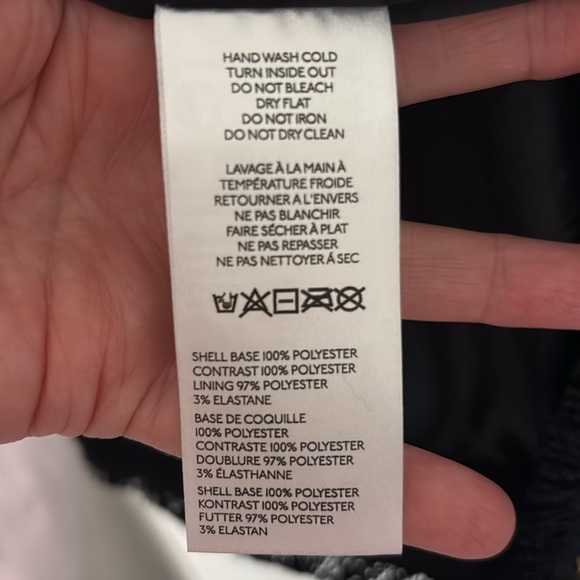 HAND WASH COLD
TURN INSIDE OUT
DO NOT BLEACH
DRY FLAT
DO NOT IRON
DO NOT DRY CLEAN
LAVAGE À LA MAIN À
TEMPÉRATURE FROIDE
RETOURNER A L'ENVERS
NE PAS BLANCHIR
FAIRE SÉCHER À PLAT
NE PAS REPASSER
NE PAS NETTOYER Á SEC
SHELL BASE 100% POLYESTER
CONTRAST 100% POLYESTER
LINING 97% POLYESTER
3% ELASTANE
BASE DE COQUILLE
100% POLYESTER
CONTRASTE 100% POLYESTER
DOUBLURE 97% POLYESTER
3% ÉLASTHANNE
SHELL BASE 100% POLYESTER
KONTRAST 100% POLYESTER
FUTTER 97% POLYESTER
3% ELASTAN